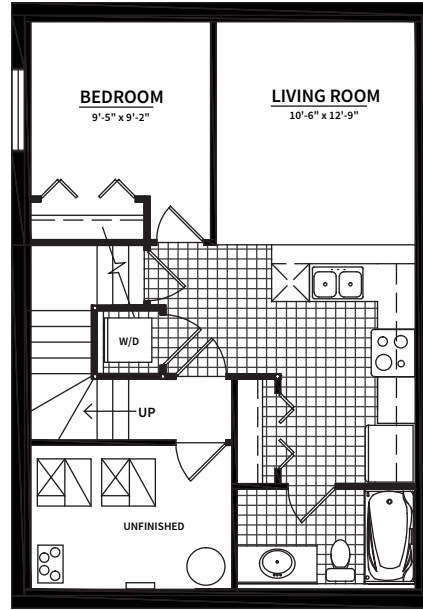 BEDROOM
9'-5" x 9'-2"
LIVING ROOM
10'-6" x 12'-9"
W/D
UP
UNFINISHED